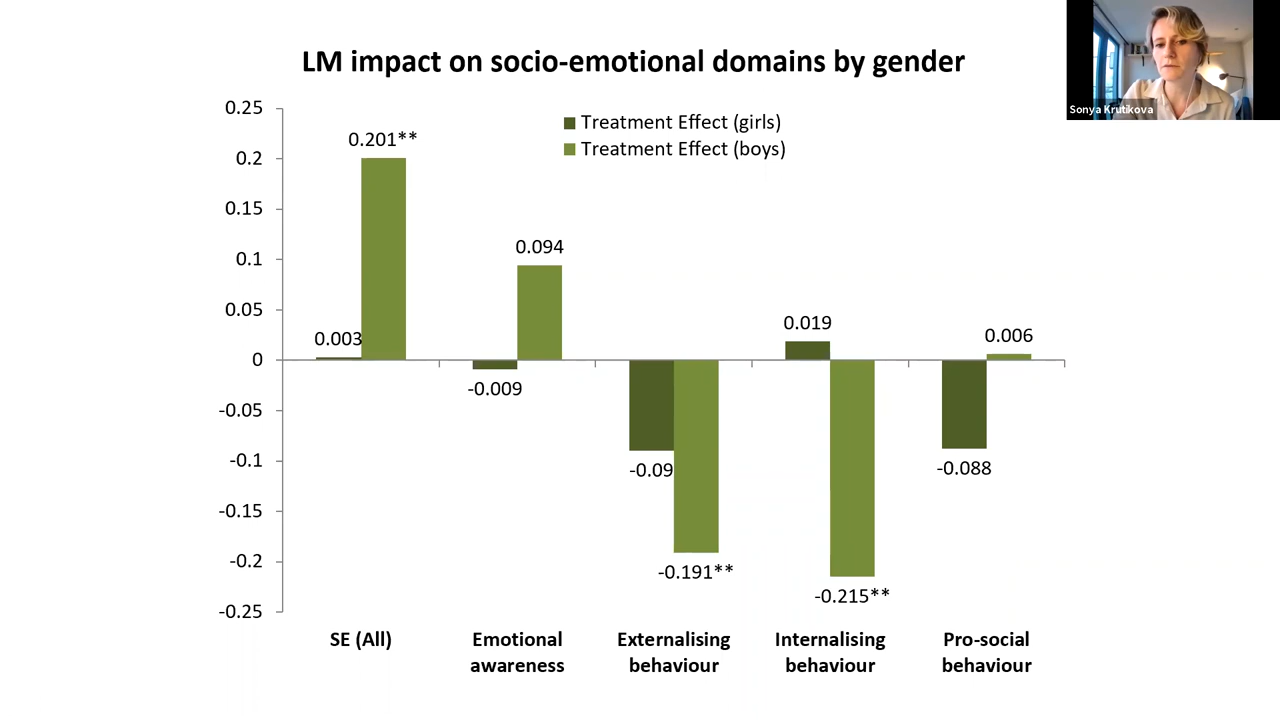 LM impact on socio-emotional domains by gender
Sonya Krutikova
Treatment Effect (girls)
Treatment Effect (boys)
0.25
0.2
0.15
0.1
0.05
0
-0.05
-0.1
-0.15
-0.2
-0.25
0.003
0.201**
-0.009
0.094
-0.09
-0.191**
0.019
-0.215**
-0.088
0.006
SE (All)
Emotional
awareness
Externalising
behaviour
Internalising
behaviour
Pro-social
behaviour